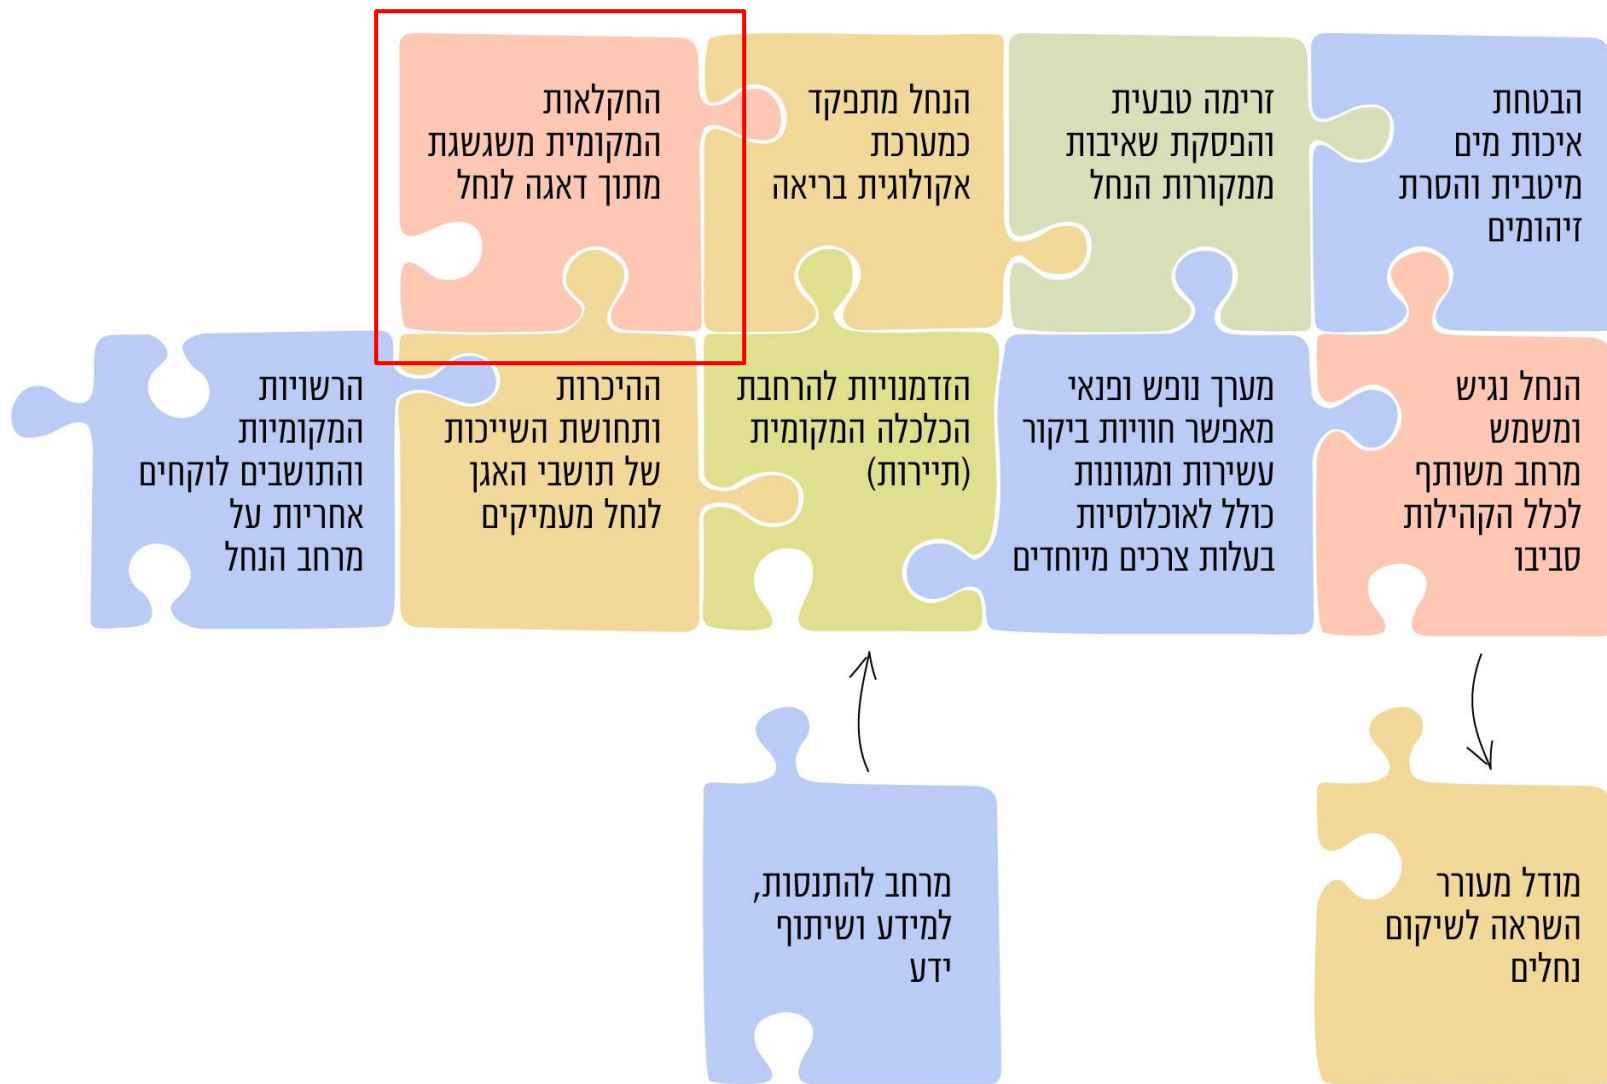 הבטחת
איכות מים
מיטבית והסרת
זיהומים
זרימה טבעית
והפסקת שאיבות
ממקורות הנחל
הנחל מתפקד
כמערכת
אקולוגית בריאה
החקלאות
המקומית משגשגת
מתוך דאגה לנחל
הנחל נגיש
ומשמש
מרחב משותף
לכלל הקהילות
סביבו
מערך נופש ופנאי
מאפשר חוויות ביקור
עשירות ומגוונות
כולל לאוכלוסיות
בעלות צרכים מיוחדים
הזדמנויות להרחבת
הכלכלה המקומית
(תיירות)
ההיכרות
ותחושת השייכות
של תושבי האגן
לנחל מעמיקים
הרשויות
המקומיות
והתושבים לוקחים
אחריות על
מרחב הנחל
מודל מעורר
השראה לשיקום
נחלים
מרחב להתנסות,
למידע ושיתוף
ידע